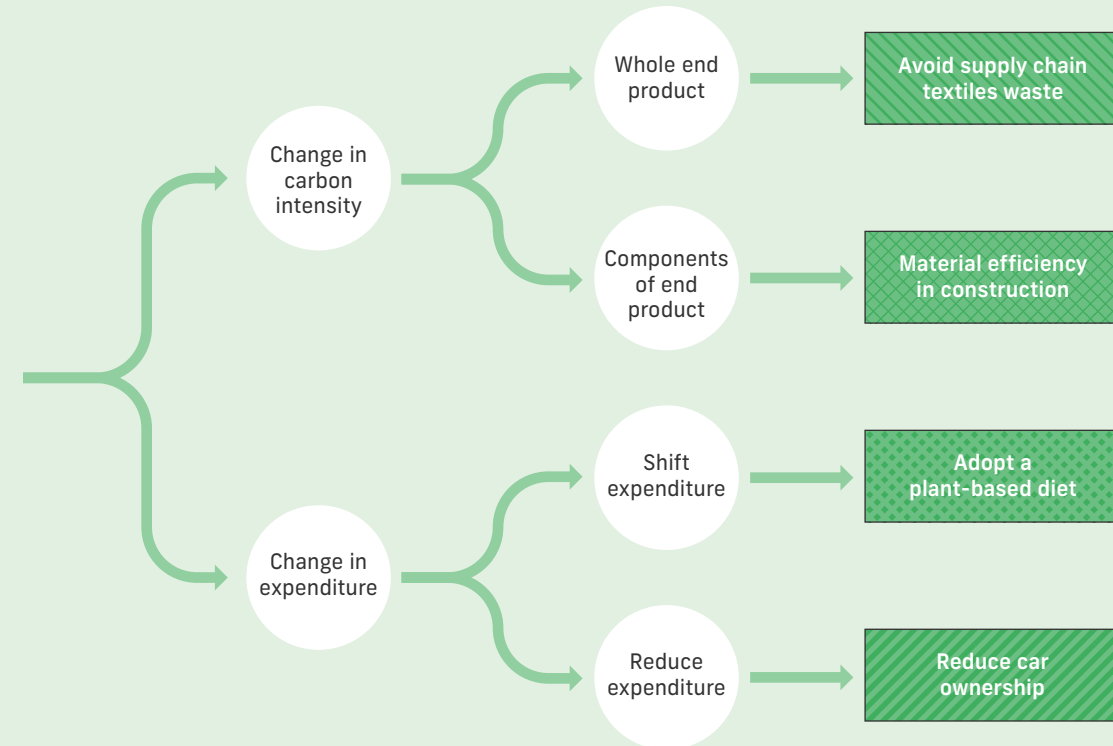 Whole end
product
Avoid supply chain
textiles waste
Change in
carbon
intensity
Components
of end
product
Material efficiency
in construction
Shift
expenditure
Adopt a
plant-based diet
Change in
expenditure
Reduce
expenditure
Reduce car
ownership